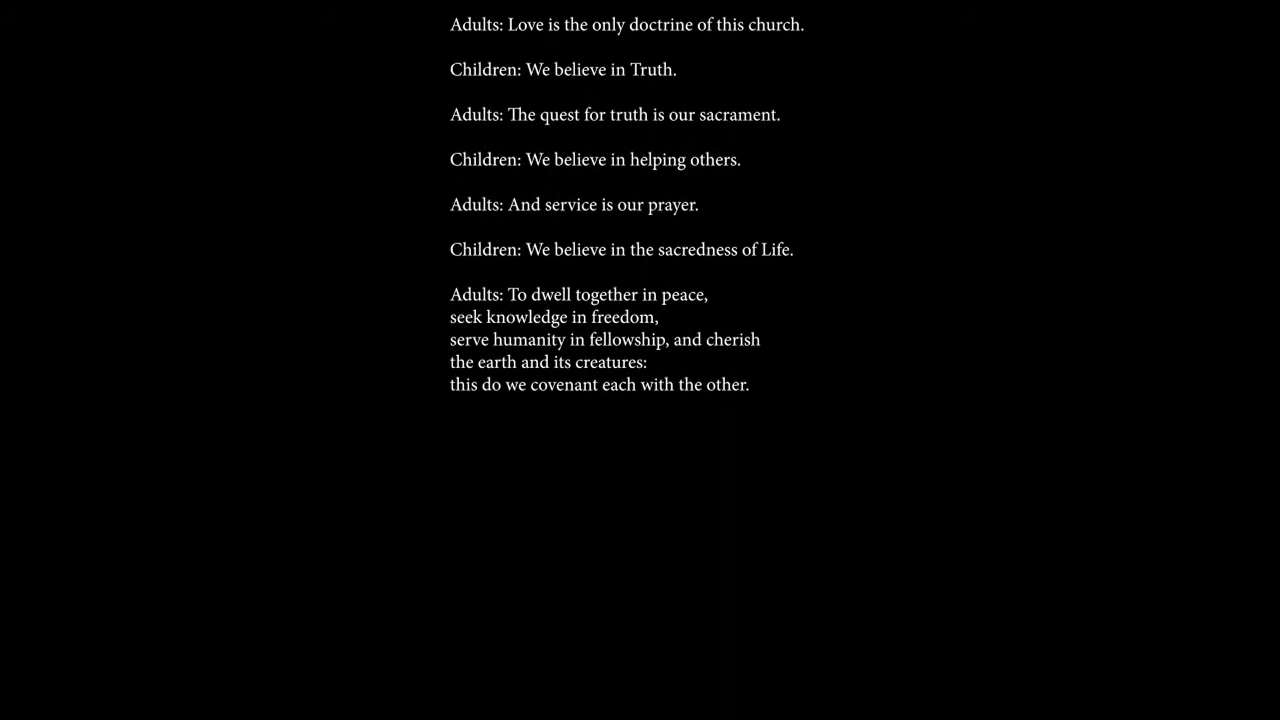 Adults: Love is the only doctrine of this church.
Children: We believe in Truth.
Adults: The quest for truth is our sacrament.
Children: We believe in helping others.
Adults: And service is our prayer.
Children: We believe in the sacredness of Life.
Adults: To dwell together in peace,
seek knowledge in freedom,
serve humanity in fellowship, and cherish
the earth and its creatures:
this do we covenant each with the other.